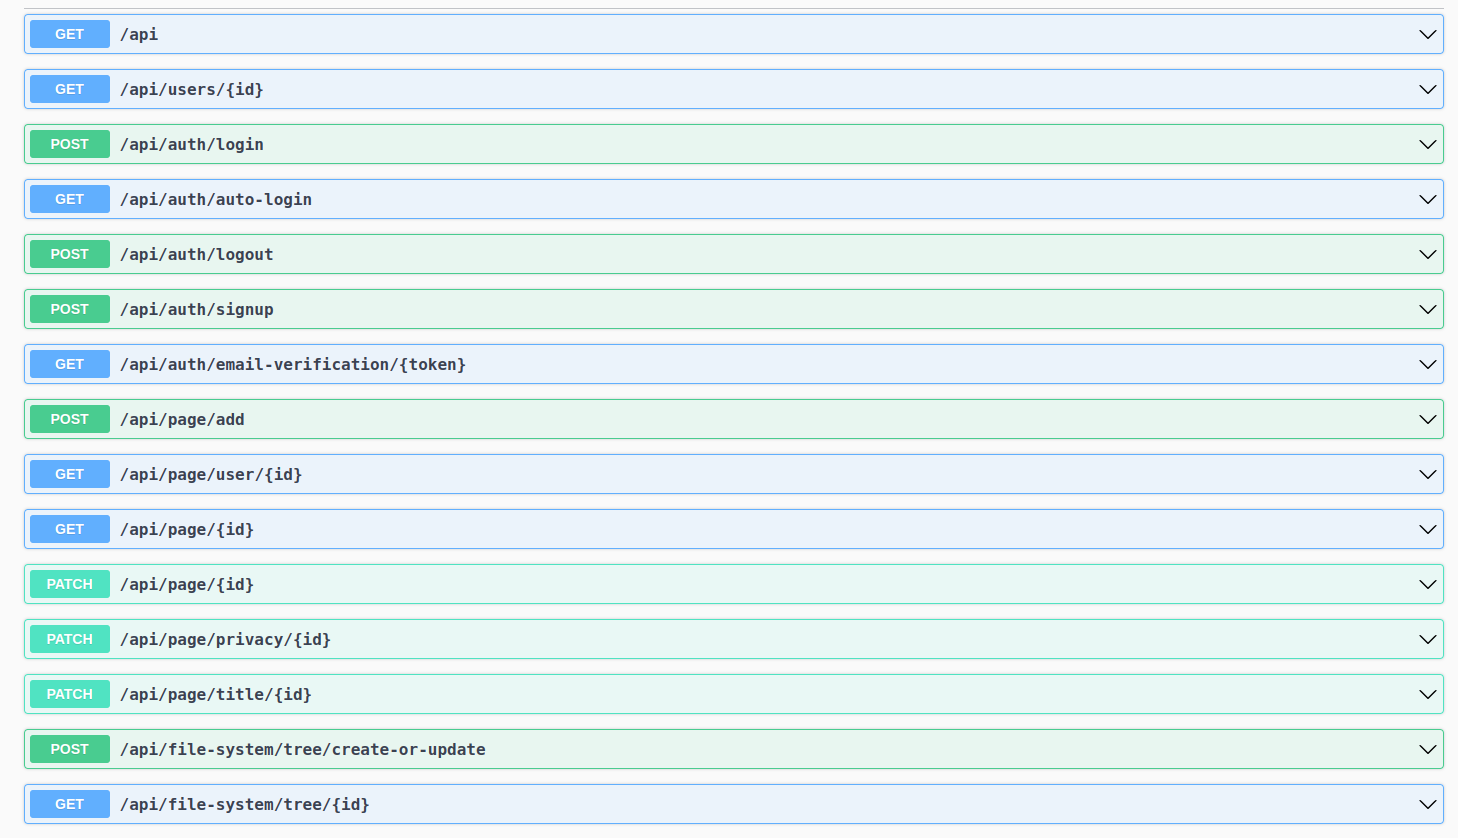 GET /api
GET /api/users/{id}
POST /api/auth/login
GET /api/auth/auto-login
POST /api/auth/logout
POST /api/auth/signup
GET /api/auth/email-verification/{token}
POST /api/page/add
GET /api/page/user/{id}
GET /api/page/{id}
PATCH /api/page/{id}
PATCH /api/page/privacy/{id}
PATCH /api/page/title/{id}
POST /api/file-system/tree/create-or-update
GET /api/file-system/tree/{id}